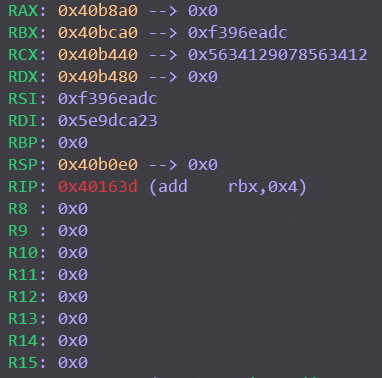 RAX: 0x40b8a0 --> 0x0
RBX: 0x40bca0 --> 0xf396eadc
RCX: 0x40b440 --> 0x5634129078563412
RDX: 0x40b480 --> 0x0
RSI: 0xf396eadc
RDI: 0x5e9dca23
RBP: 0x0
RSP: 0x40b0e0 --> 0x0
RIP: 0x40163d (add    rbx,0x4)
R8 : 0x0
R9 : 0x0
R10: 0x0
R11: 0x0
R12: 0x0
R13: 0x0
R14: 0x0
R15: 0x0